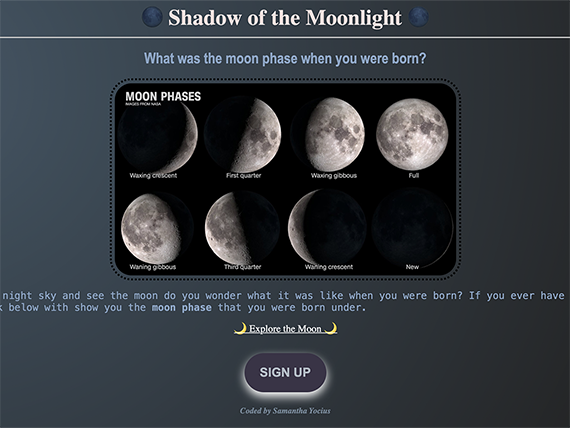 Shadow of the Moonlight
What was the moon phase when you were born?
MOON PHASES
IMAGES FROM NASA
Waxing crescent
First quarter
Waxing gibbous
Full
Waning gibbous
Third quarter
Waning crescent
New
night sky and see the moon do you wonder what it was like when you were born? If you ever have
k below with show you the moon phase that you were born under.
🌙 Explore the Moon 🌙
SIGN UP
Coded by Samantha Yocius